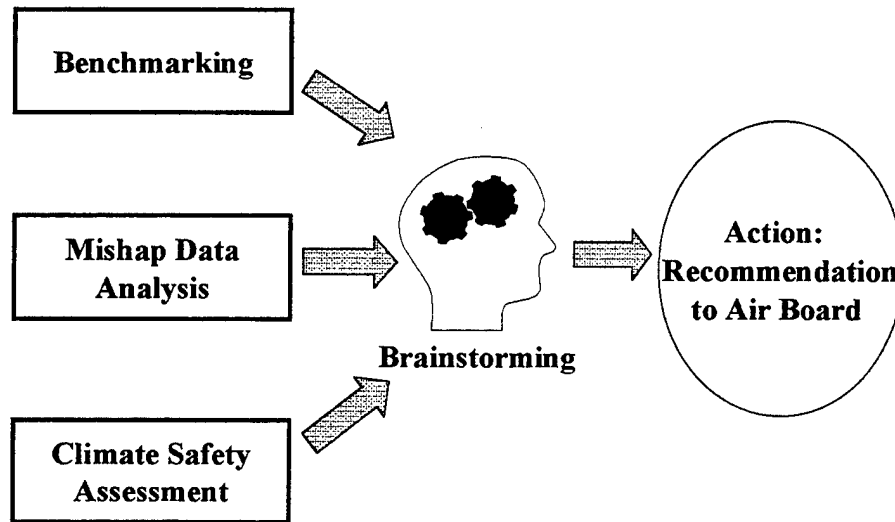 Benchmarking
Mishap Data
Analysis
Climate Safety
Assessment
Brainstorming
Action:
Recommendation
to Air Board